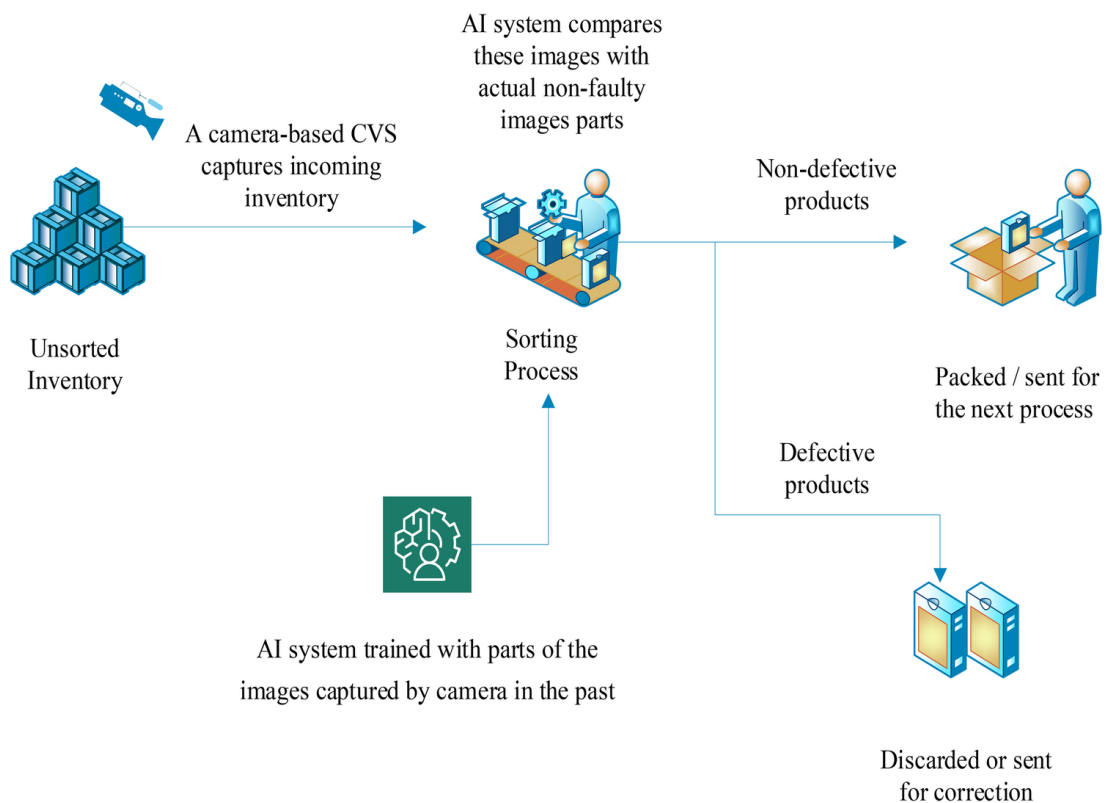 AI system compares
these images with
actual non-faulty
images parts
A camera-based CVS
captures incoming
inventory
Non-defective
products
Unsorted
Inventory
Sorting
Process
Packed / sent for
the next process
Defective
products
AI system trained with parts of the
images captured by camera in the past
Discarded or sent
for correction